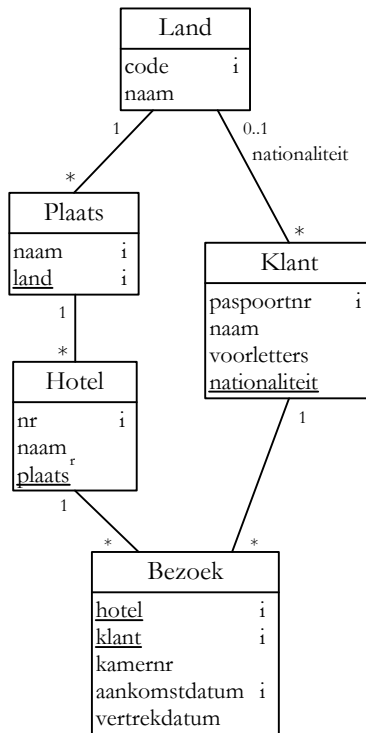 Land
code i
naam
1
0..1
nationaliteit
*
*
Plaats
naam i
land i
1
*
Klant
paspoortnr i
naam
voorletters
nationaliteit
1
Hotel
nr i
naam
plaats r
1
*
*
Bezoek
hotel i
klant i
kamernr
aankomstdatum i
vertrekdatum